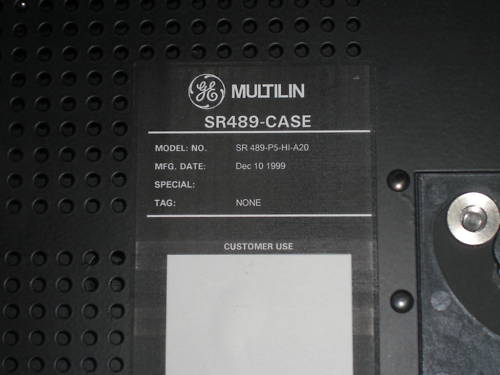 GE MULTILIN
SR489-CASE
MODEL: NO. SR 489-P5-HI-A20
MFG. DATE: Dec 10 1999
SPECIAL:
TAG: NONE
CUSTOMER USE